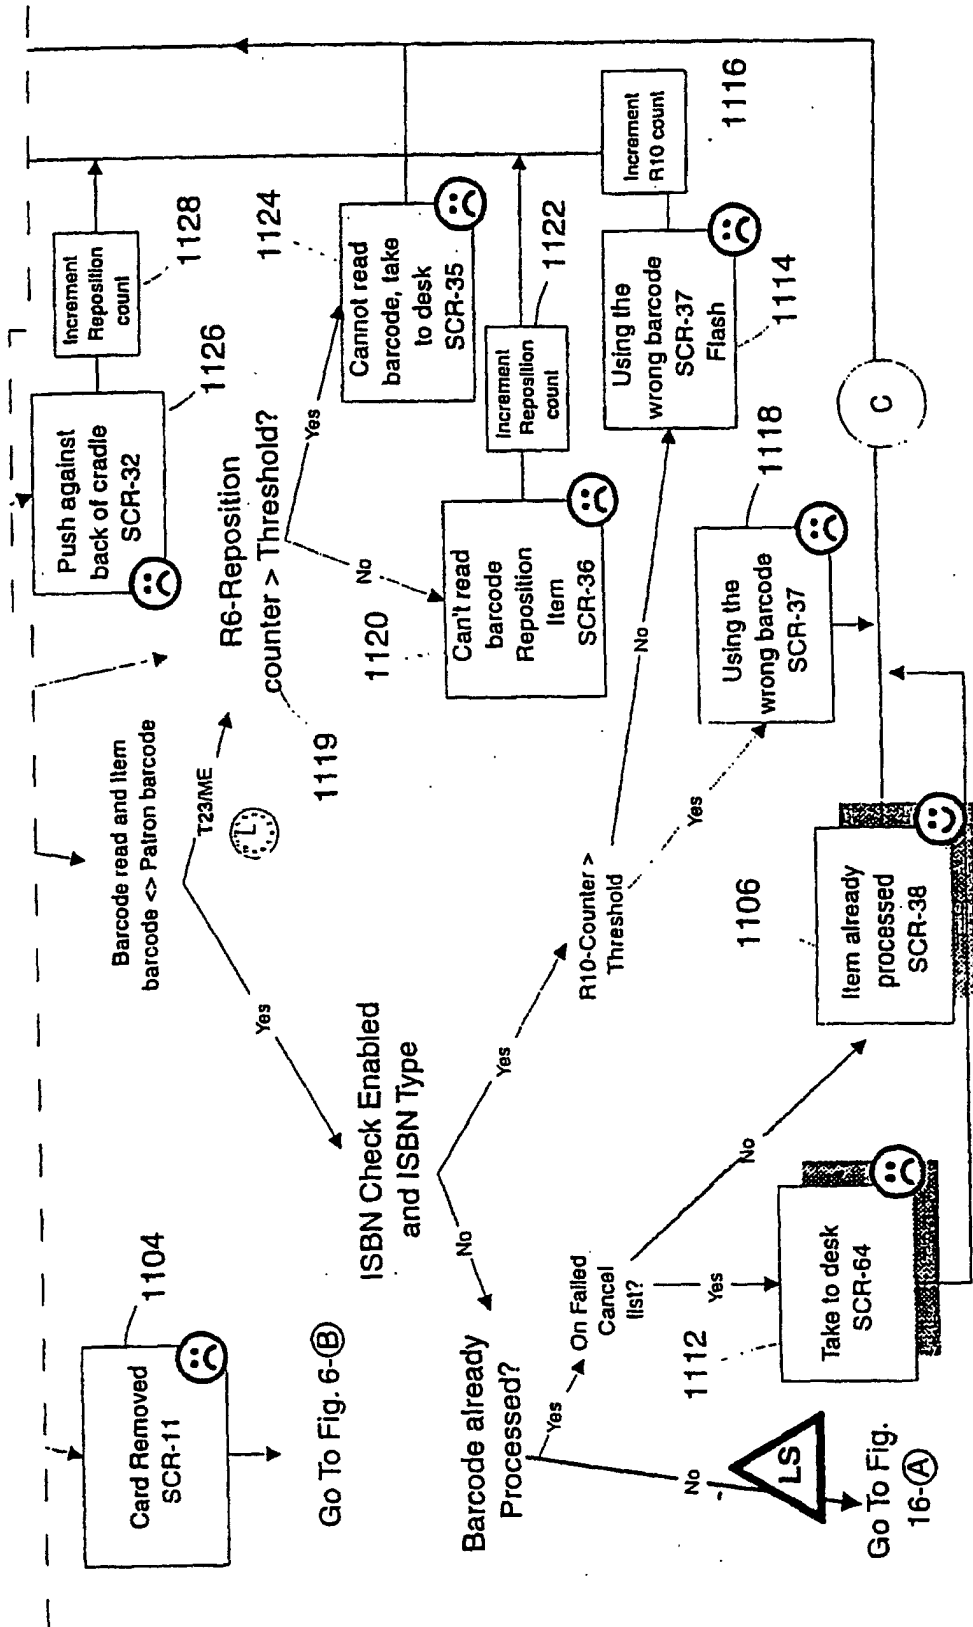 Card Removed
SCR-11
1104
Go To Fig. 6-B
Barcode read and Item
barcode <> Patron barcode
T23/ME
L
Yes
Push against
back of cradle
SCR-32
1126
Increment
Reposition
count
1128
R6-Reposition
counter > Threshold?
1119
Yes
No
Cannot read
barcode, take
to desk
SCR-35
1124
Can't read
barcode
Reposition
Item
SCR-36
1120
Increment
Reposition
count
1122
ISBN Check Enabled
and ISBN Type
No
Yes
R10-Counter >
Threshold
No
Yes
Using the
wrong barcode
SCR-37
Flash
1114
Increment
R10 count
1116
Using the
wrong barcode
SCR-37
1118
Barcode already
Processed?
Yes
No
On Failed
Cancel
list?
Yes
No
LS
Go To Fig.
16-A
Take to desk
SCR-64
1112
Item already
processed
SCR-38
1106
C